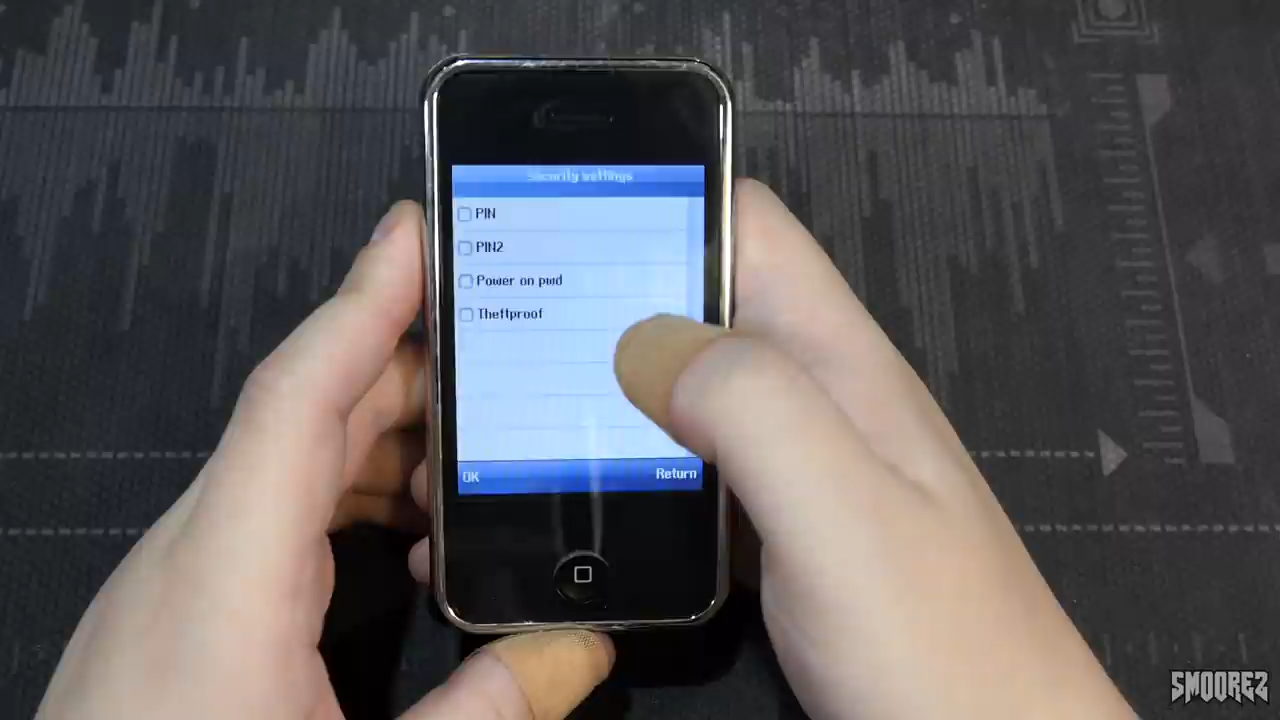 Security settings
PIN
PIN2
Power on pwd
Theftproof
OK
Return
SMOOREZ